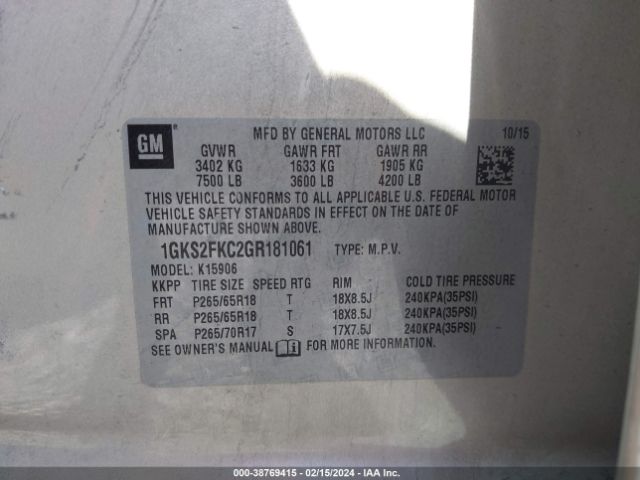 GM
MFD BY GENERAL MOTORS LLC 10/15
GVWR GAWR FRT GAWR RR
3402 KG 1633 KG 1905 KG
7500 LB 3600 LB 4200 LB
THIS VEHICLE CONFORMS TO ALL APPLICABLE U.S. FEDERAL MOTOR
VEHICLE SAFETY STANDARDS IN EFFECT ON THE DATE OF
MANUFACTURE SHOWN ABOVE.
1GKS2FKC2GR181061 TYPE: M.P.V.
MODEL: K15906
KKPP TIRE SIZE SPEED RTG RIM COLD TIRE PRESSURE
FRT P265/65R18 T 18X8.5J 240KPA(35PSI)
RR P265/65R18 T 18X8.5J 240KPA(35PSI)
SPA P265/70R17 S 17X7.5J 240KPA(35PSI)
SEE OWNER'S MANUAL FOR MORE INFORMATION.
000-38769415 - 02/15/2024 - IAAI.COM